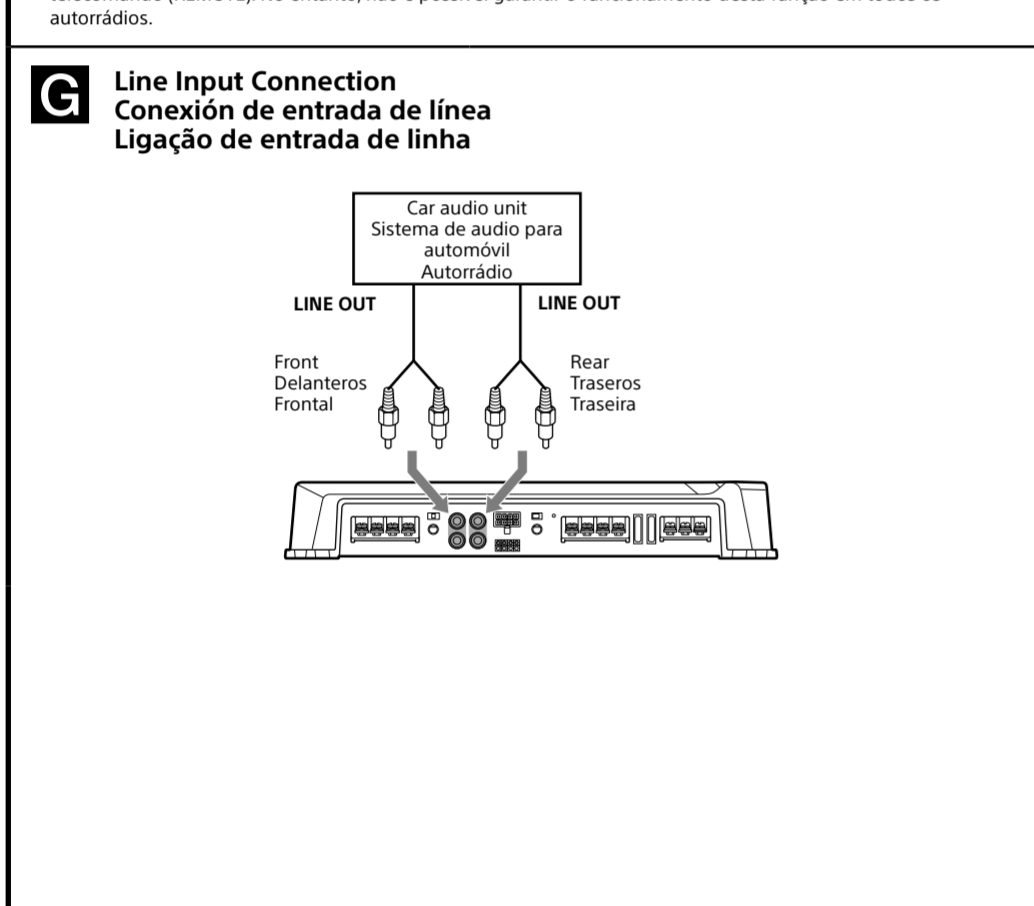 autorrádios.
G
Line Input Connection
Conexión de entrada de línea
Ligação de entrada de linha
Car audio unit
Sistema de audio para
automóvil
Autorrádio
LINE OUT
LINE OUT
Front
Delanteros
Frontal
Rear
Traseros
Traseira